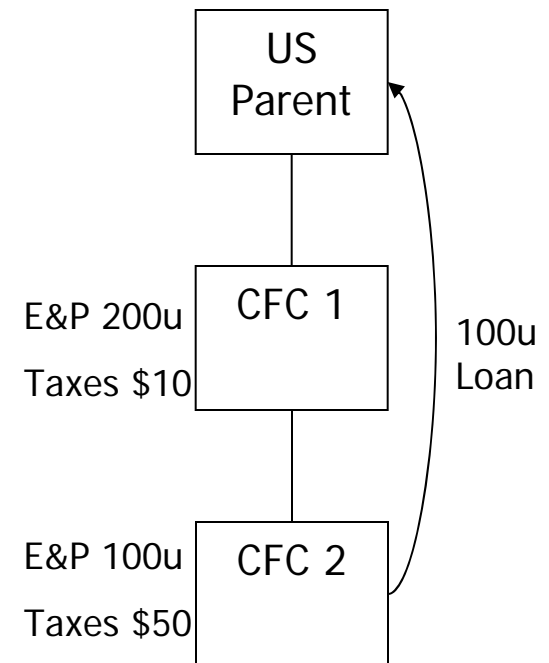 US
Parent
E&P 200u
Taxes $10
CFC 1
100u
Loan
E&P 100u
Taxes $50
CFC 2